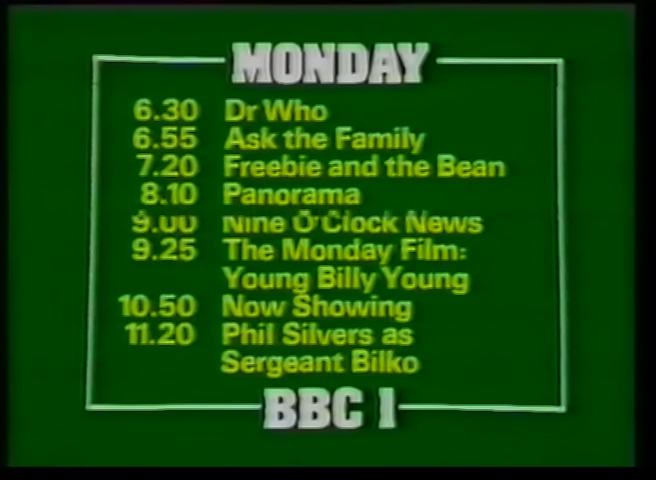 MONDAY
6.30 Dr Who
6.55 Ask the Family
7.20 Freebie and the Bean
8.10 Panorama
9.00 Nine O'Clock News
9.25 The Monday Film:
Young Billy Young
10.50 Now Showing
11.20 Phil Silvers as
Sergeant Bilko
BBC 1